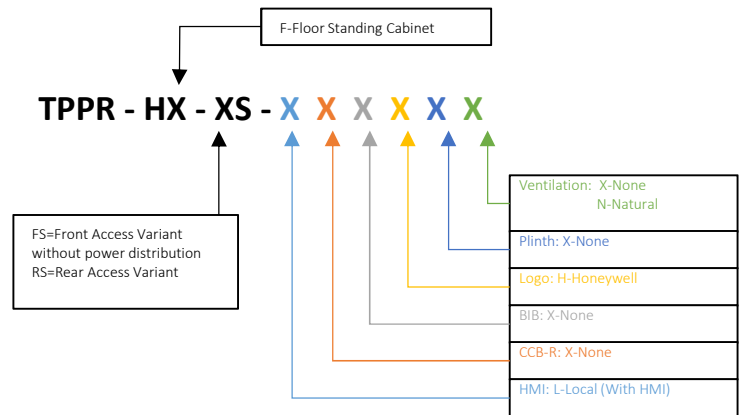 F-Floor Standing Cabinet
TPPR - HX - XS - X X X X X X
FS=Front Access Variant
without power distribution
RS=Rear Access Variant
Ventilation: X-None
N-Natural
Plinth: X-None
Logo: H-Honeywell
BIB: X-None
CCB-R: X-None
HMI: L-Local (With HMI)